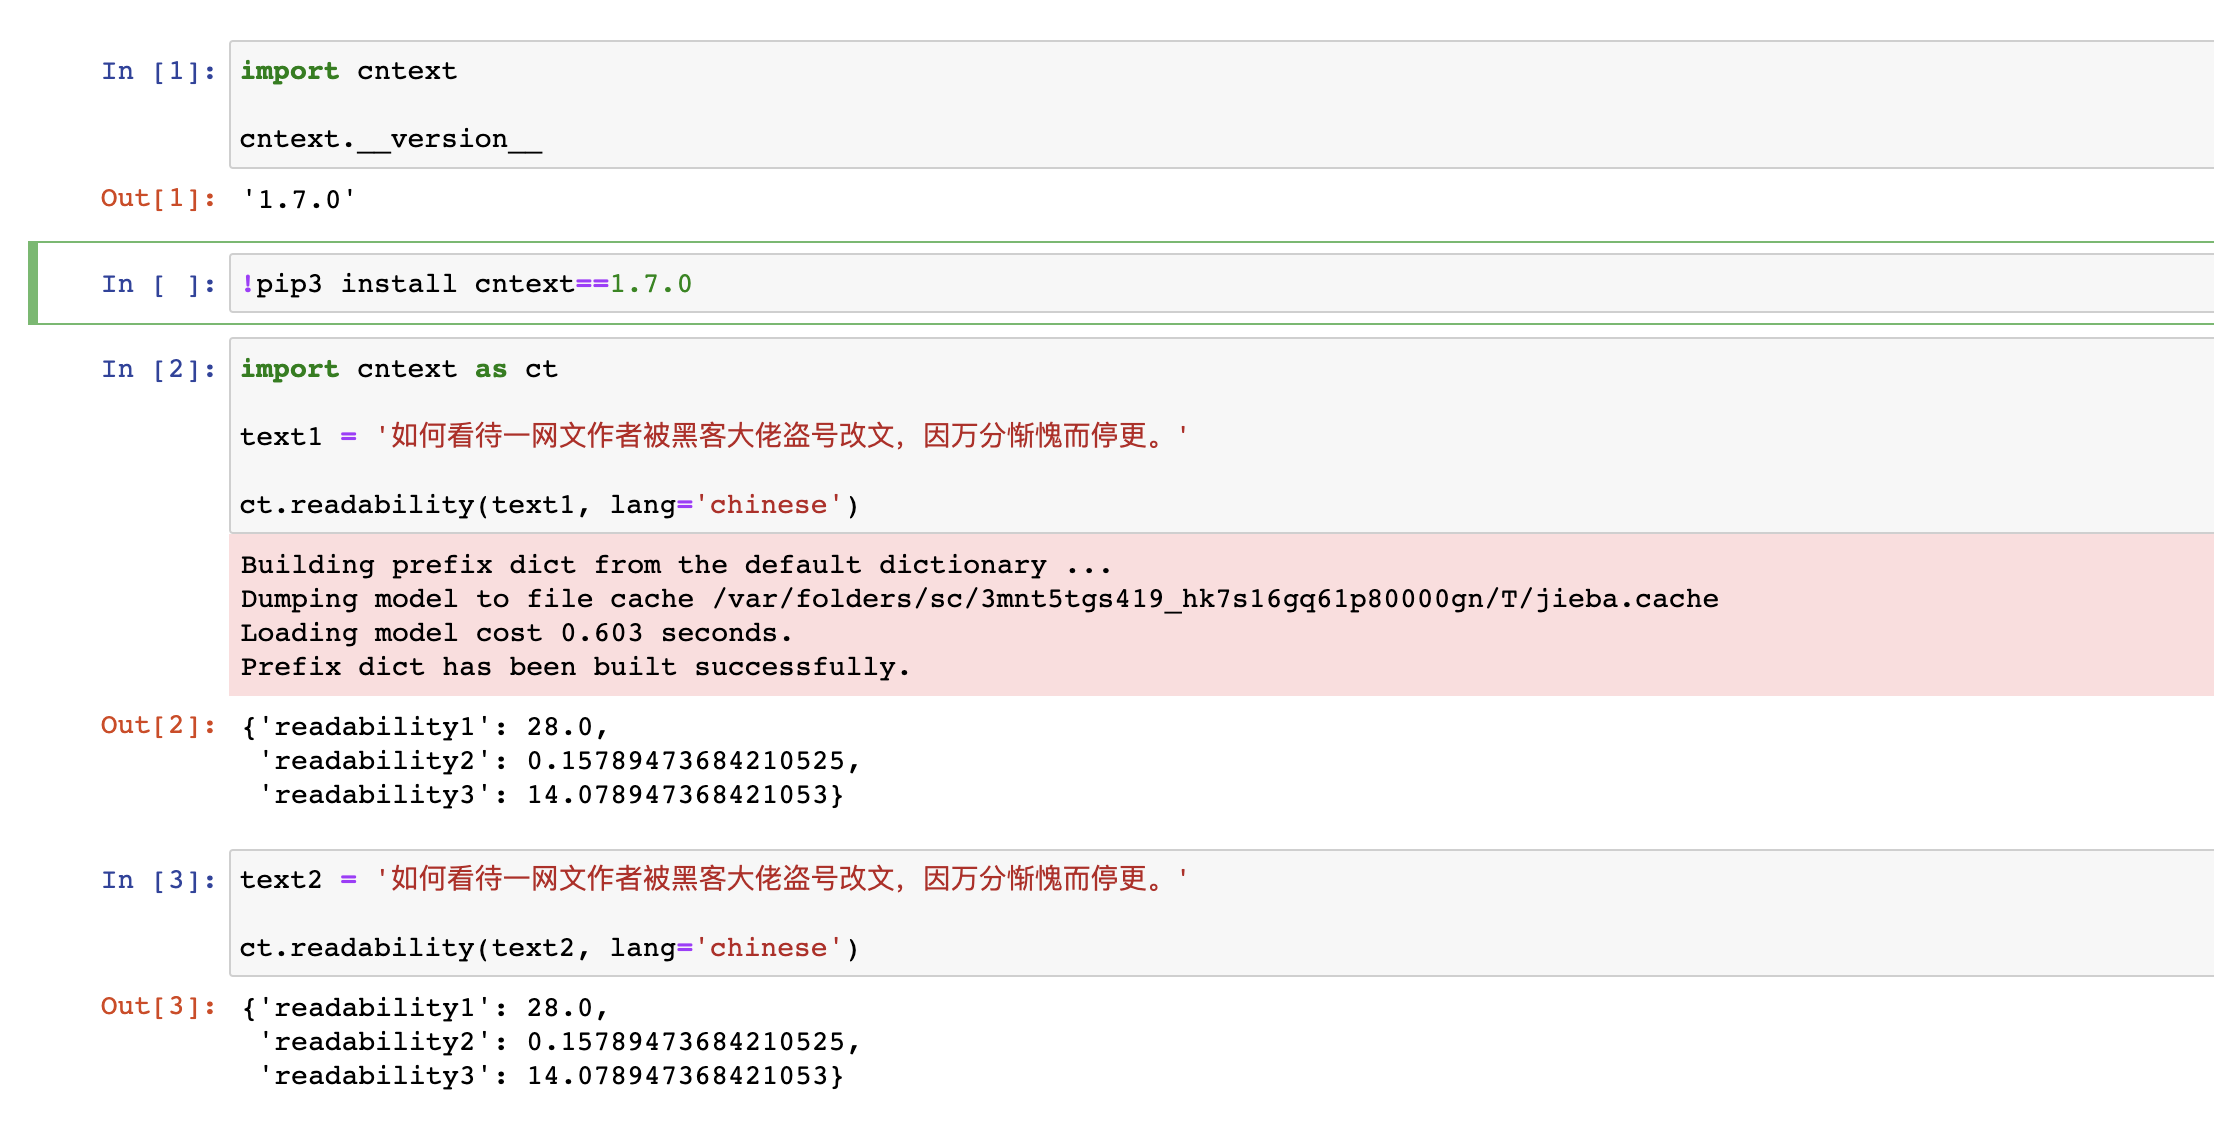 In [1]: import cntext
cntext.__version__
Out[1]: '1.7.0'
In [ ]: !pip3 install cntext==1.7.0
In [2]: import cntext as ct
text1 = '如何看待一网文作者被黑客大佬盗号改文，因万分惭愧而停更。'
ct.readability(text1, lang='chinese')
Building prefix dict from the default dictionary ...
Dumping model to file cache /var/folders/sc/3mnt5tgs419_hk7s16gq61p80000gn/T/jieba.cache
Loading model cost 0.603 seconds.
Prefix dict has been built successfully.
Out[2]: {'readability1': 28.0,
'readability2': 0.15789473684210525,
'readability3': 14.078947368421053}
In [3]: text2 = '如何看待一网文作者被黑客大佬盗号改文，因万分惭愧而停更。'
ct.readability(text2, lang='chinese')
Out[3]: {'readability1': 28.0,
'readability2': 0.15789473684210525,
'readability3': 14.078947368421053}